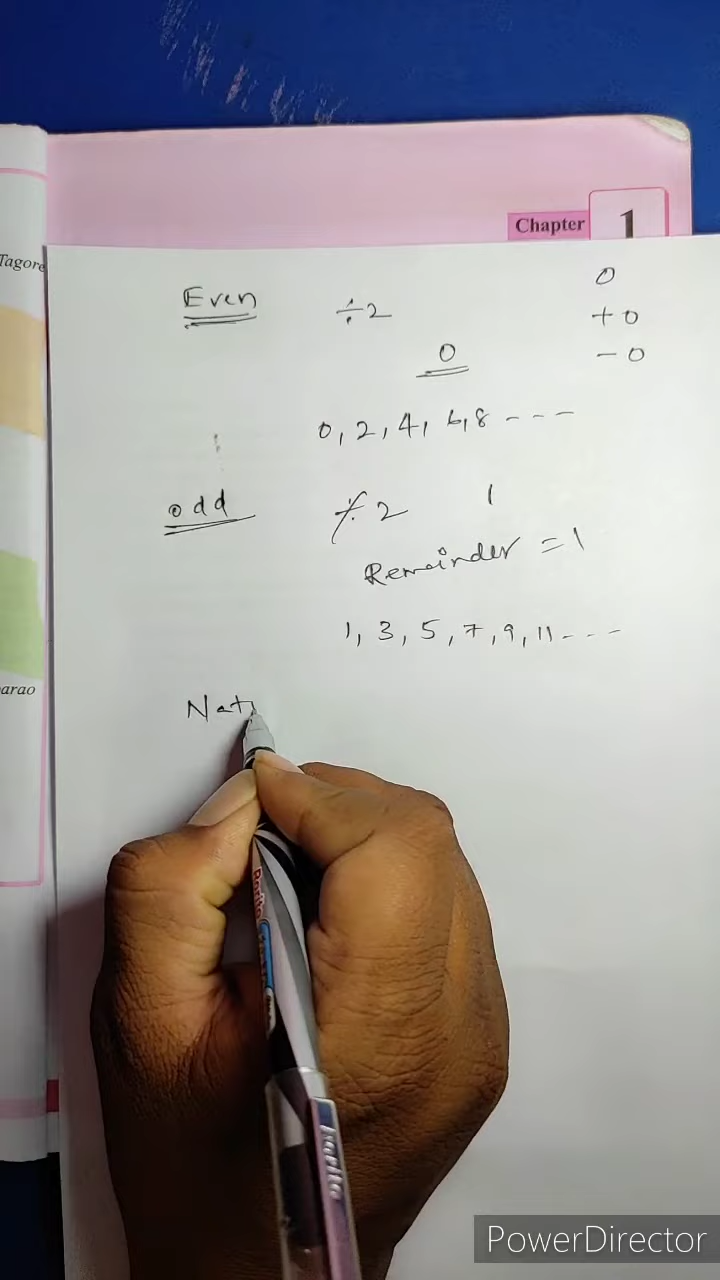 Tagore
Chapter 1
Even ÷2 0
+0
0 -0
0, 2, 4, 6, 8 ---
odd ÷ 2 1
Remainder = 1
1, 3, 5, 7, 9, 11 ---
arao
Nat
PowerDirector